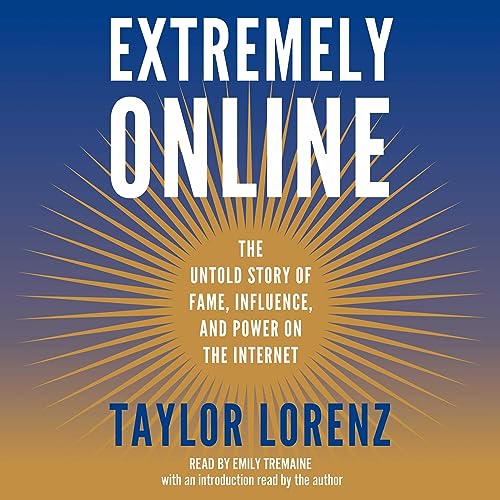 EXTREMELY
ONLINE
THE
UNTOLD STORY OF
FAME, INFLUENCE,
AND POWER ON
THE INTERNET
TAYLOR LORENZ
READ BY EMILY TREMAINE
with an introduction read by the author